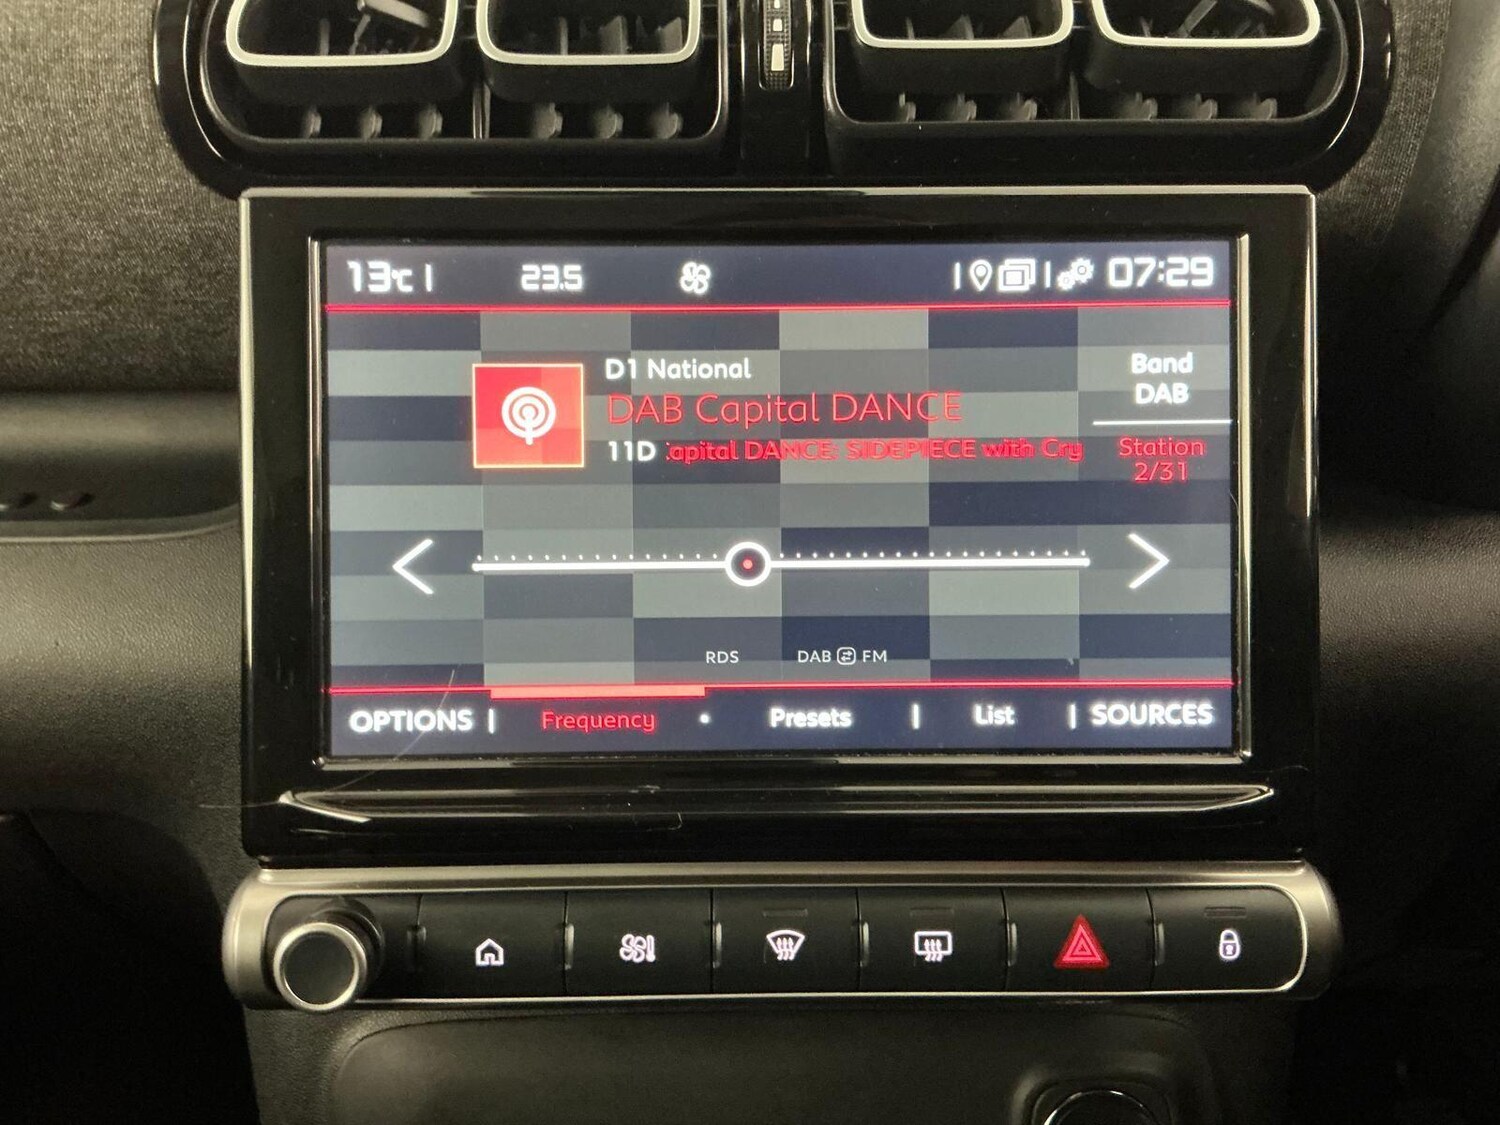 13°C | 23.5 | | 07:29
D1 National
DAB Capital DANCE
11D apital DANCE: SIDEPIECE with Cry
Band
DAB
Station
2/31
RDS DAB FM
OPTIONS | Frequency • Presets | List | SOURCES